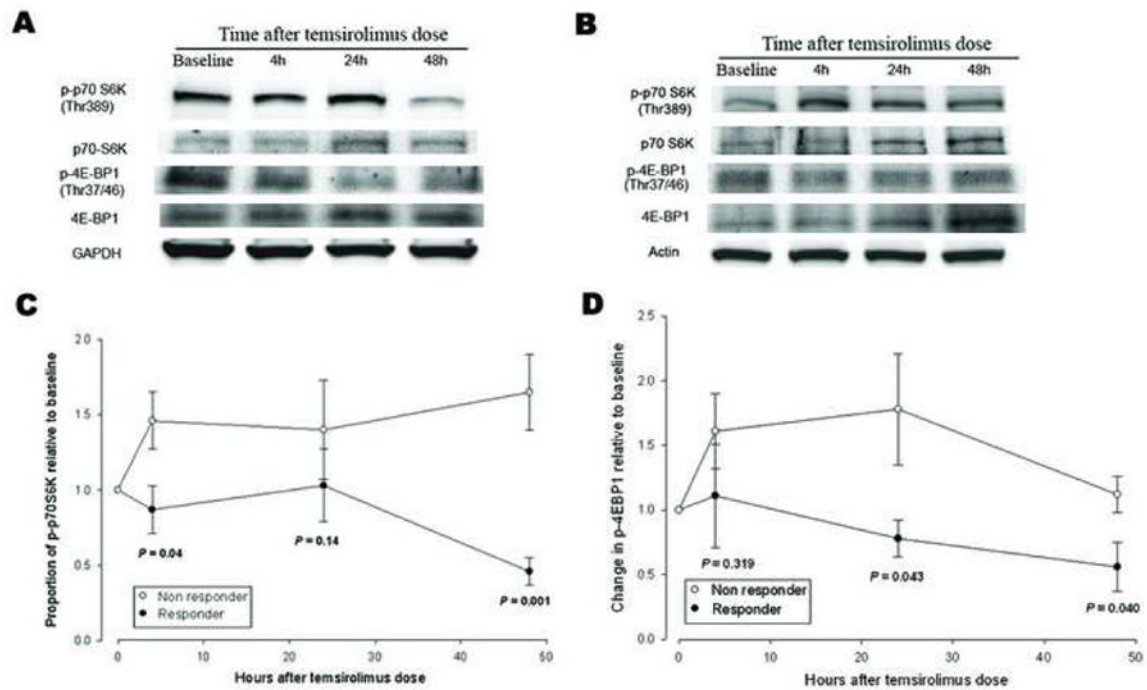 A
Time after temsirolimus dose
Baseline 4h 24h 48h
p-p70 S6K
(Thr389)
p70-S6K
p-4E-BP1
(Thr37/46)
4E-BP1
GAPDH
B
Time after temsirolimus dose
Baseline 4h 24h 48h
p-p70 S6K
(Thr389)
p70 S6K
p-4E-BP1
(Thr37/46)
4E-BP1
Actin
C
Proportion of p-p70S6K relative to baseline
2.0
1.5
1.0
0.5
0.0
P = 0.04
P = 0.14
P = 0.001
Non responder
Responder
0 10 20 30 40 50
Hours after temsirolimus dose
D
Change in p-4EBP1 relative to baseline
2.5
2.0
1.5
1.0
0.5
0.0
P = 0.319
P = 0.043
P = 0.040
Non responder
Responder
0 10 20 30 40 50
Hours after temsirolimus dose